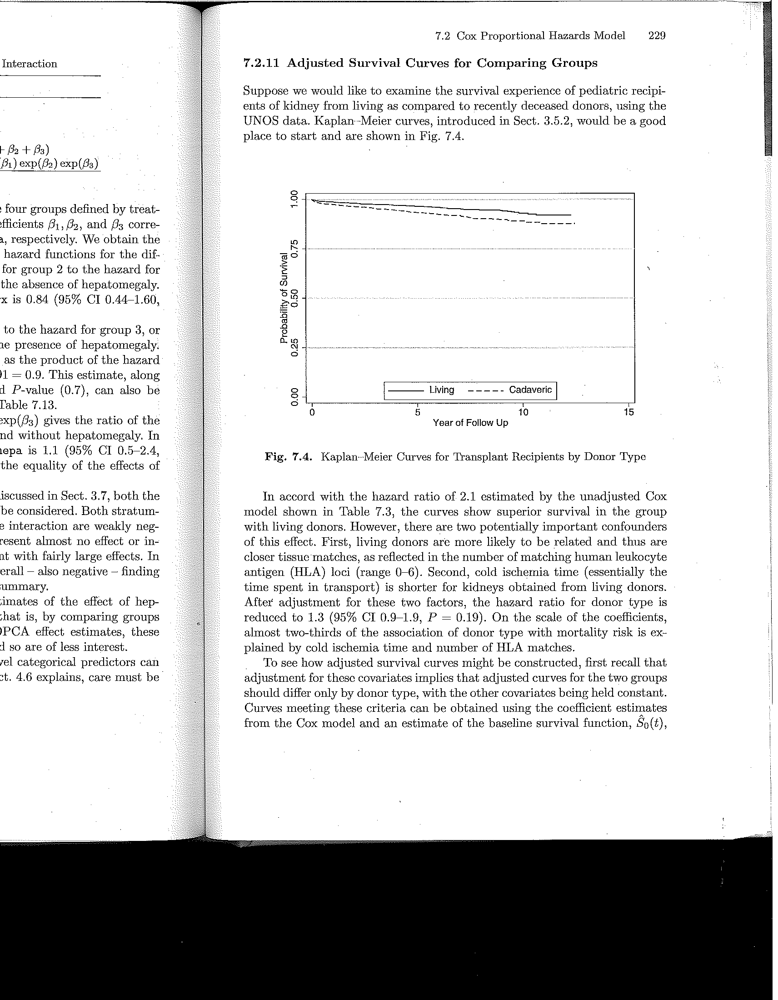 Interaction
+ β2 + β3)
(β1) exp(β2) exp(β3)
four groups defined by treat-
efficients β1, β2, and β3 corre-
a, respectively. We obtain the
hazard functions for the dif-
for group 2 to the hazard for
the absence of hepatomegaly.
rx is 0.84 (95% CI 0.44–1.60,
to the hazard for group 3, or
he presence of hepatomegaly.
as the product of the hazard
91 = 0.9. This estimate, along
d P-value (0.7), can also be
Table 7.13.
exp(β3) gives the ratio of the
nd without hepatomegaly. In
hepa is 1.1 (95% CI 0.5–2.4,
the equality of the effects of
iscussed in Sect. 3.7, both the
be considered. Both stratum-
e interaction are weakly neg-
resent almost no effect or in-
nt with fairly large effects. In
erall – also negative – finding
summary.
timates of the effect of hep-
that is, by comparing groups
DPCA effect estimates, these
d so are of less interest.
vel categorical predictors can
ct. 4.6 explains, care must be
7.2 Cox Proportional Hazards Model 229
7.2.11 Adjusted Survival Curves for Comparing Groups
Suppose we would like to examine the survival experience of pediatric recipi-
ents of kidney from living as compared to recently deceased donors, using the
UNOS data. Kaplan–Meier curves, introduced in Sect. 3.5.2, would be a good
place to start and are shown in Fig. 7.4.
Probability of Survival
1.00
0.75
0.50
0.25
0.00
Living Cadaveric
0 5 10 15
Year of Follow Up
Fig. 7.4. Kaplan–Meier Curves for Transplant Recipients by Donor Type
In accord with the hazard ratio of 2.1 estimated by the unadjusted Cox
model shown in Table 7.3, the curves show superior survival in the group
with living donors. However, there are two potentially important confounders
of this effect. First, living donors are more likely to be related and thus are
closer tissue matches, as reflected in the number of matching human leukocyte
antigen (HLA) loci (range 0–6). Second, cold ischemia time (essentially the
time spent in transport) is shorter for kidneys obtained from living donors.
After adjustment for these two factors, the hazard ratio for donor type is
reduced to 1.3 (95% CI 0.9–1.9, P = 0.19). On the scale of the coefficients,
almost two-thirds of the association of donor type with mortality risk is ex-
plained by cold ischemia time and number of HLA matches.
To see how adjusted survival curves might be constructed, first recall that
adjustment for these covariates implies that adjusted curves for the two groups
should differ only by donor type, with the other covariates being held constant.
Curves meeting these criteria can be obtained using the coefficient estimates
from the Cox model and an estimate of the baseline survival function, Ŝ0(t),